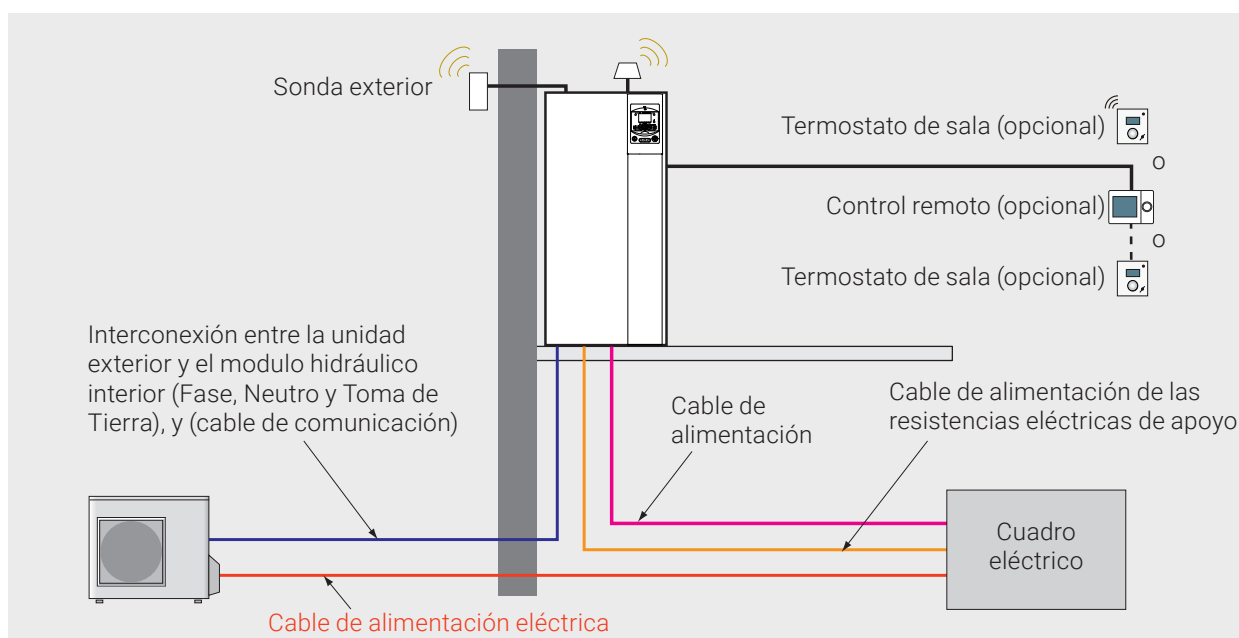 Sonda exterior
Termostato de sala (opcional)
O
Control remoto (opcional)
O
Termostato de sala (opcional)
Interconexión entre la unidad
exterior y el modulo hidráulico
interior (Fase, Neutro y Toma de
Tierra), y (cable de comunicación)
Cable de
alimentación
Cable de alimentación de las
resistencias eléctricas de apoyo
Cuadro
eléctrico
Cable de alimentación eléctrica